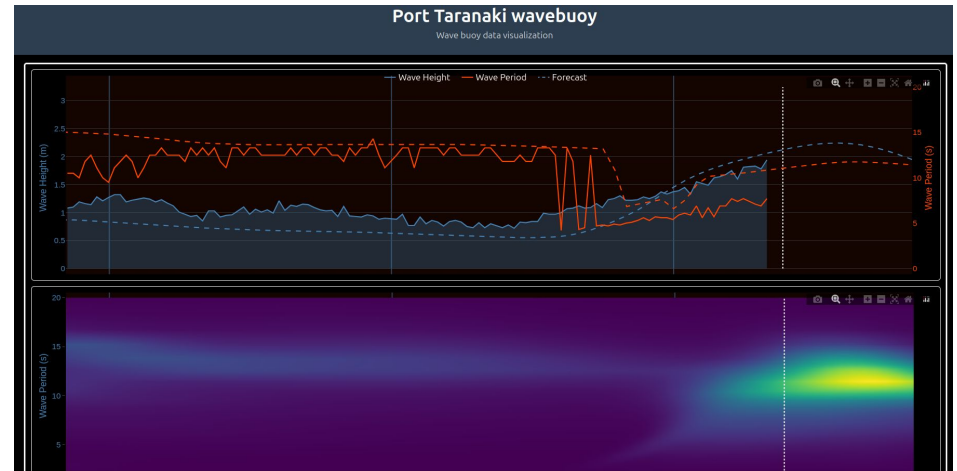 Port Taranaki wavebuoy
Wave buoy data visualization
Wave Height Wave Period Forecast
Wave Height (m)
3
2.5
2
1.5
1
0.5
0
20
15
10
5
0
Wave Period (s)
Wave Period (s)
20
15
10
5